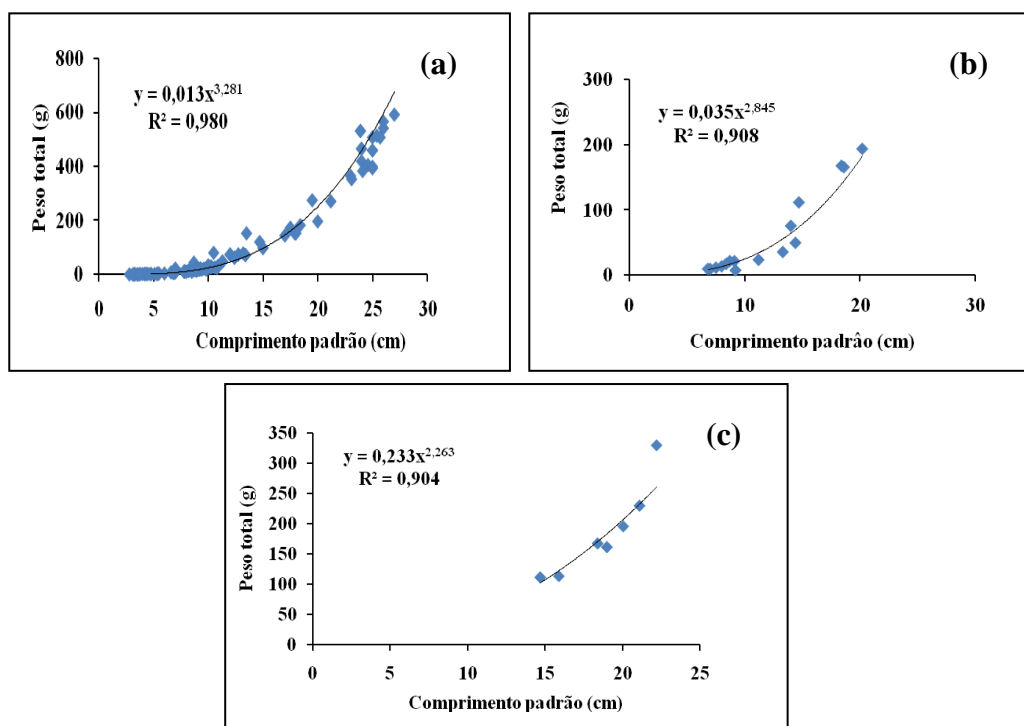 (a)
800
600
400
200
0
y = 0,013x^3,281
R² = 0,980
Peso total (g)
0 5 10 15 20 25 30
Comprimento padrão (cm)
(b)
300
200
100
0
y = 0,035x^2,845
R² = 0,908
Peso total (g)
0 10 20 30
Comprimento padrão (cm)
(c)
350
300
250
200
150
100
50
0
y = 0,233x^2,263
R² = 0,904
Peso total (g)
0 5 10 15 20 25
Comprimento padrão (cm)